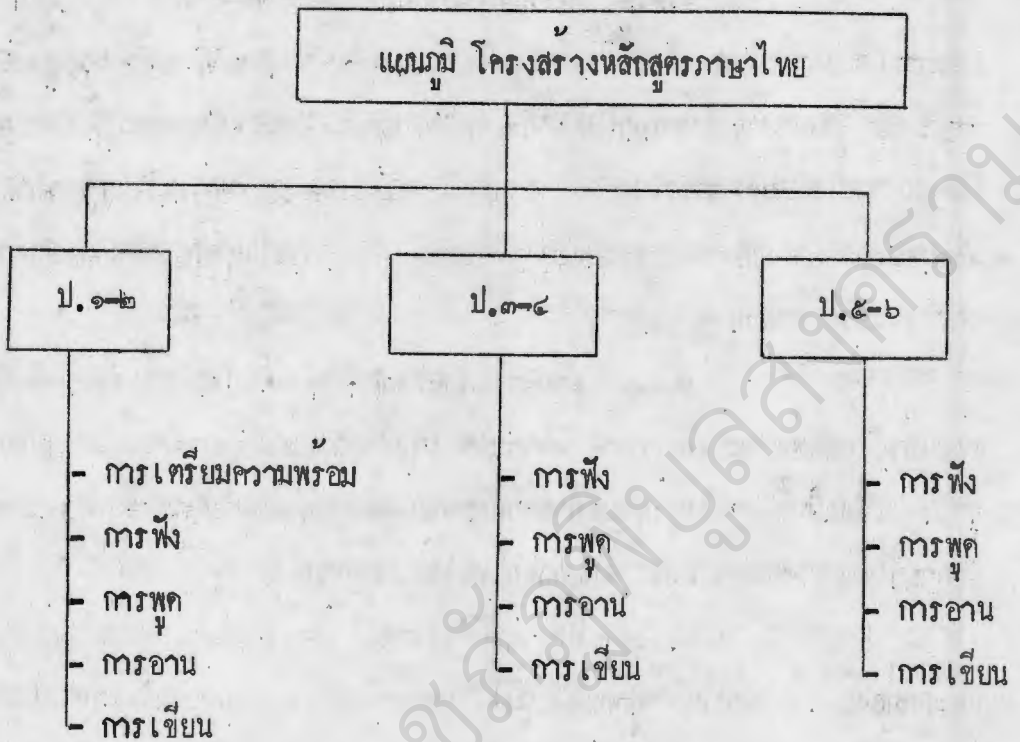 แผนภูมิ โครงสร้างหลักสูตรภาษาไทย
ป.๑-๒
ป.๓-๔
ป.๕-๖
- การเตรียมความพร้อม
- การฟัง
- การพูด
- การอาน
- การเขียน
- การฟัง
- การพูด
- การอาน
- การเขียน
- การฟัง
- การพูด
- การอาน
- การเขียน